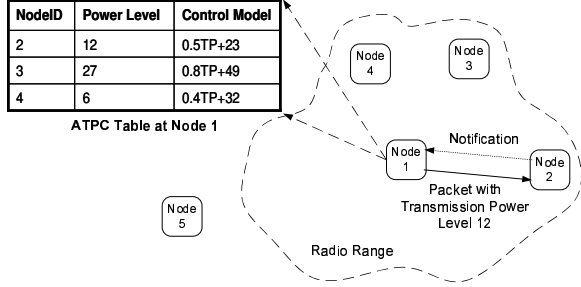 NodeID Power Level Control Model
2 12 0.5TP+23
3 27 0.8TP+49
4 6 0.4TP+32
ATPC Table at Node 1
Node
4
Node
3
Notification
Node
1
Node
2
Packet with
Transmission Power
Level 12
Node
5
Radio Range